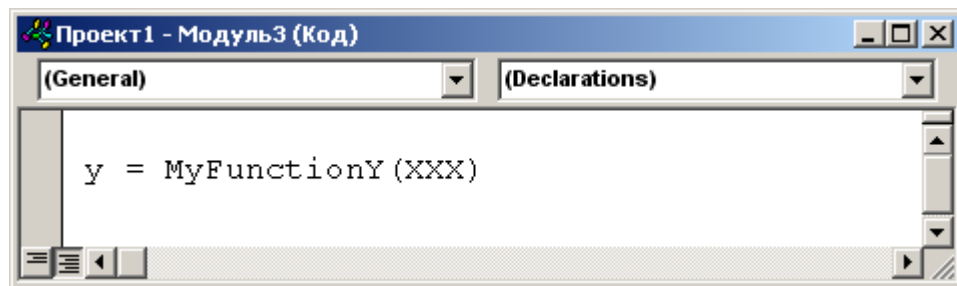 Проект1 - Модуль3 (Код)
(General) (Declarations)
y = MyFunctionY(XXX)